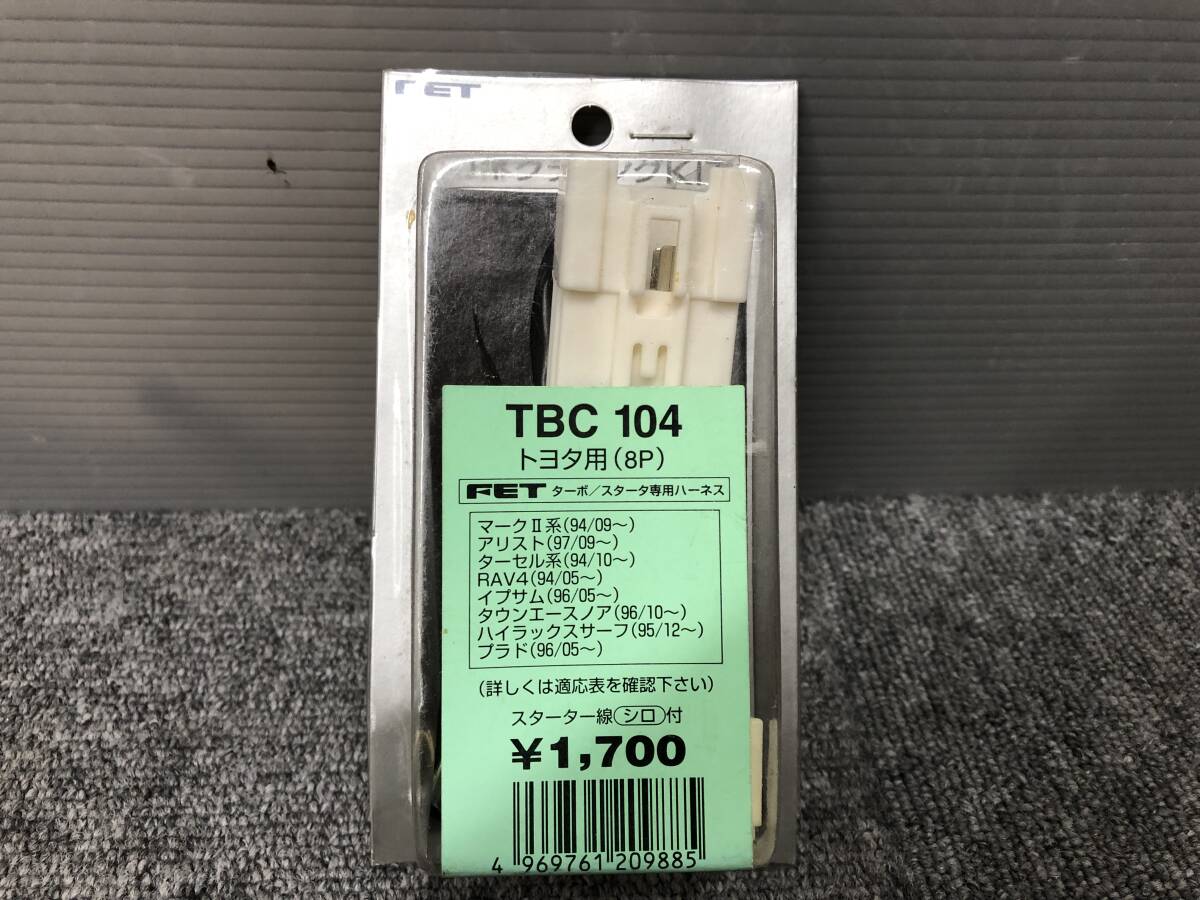 FET
TBC 104
トヨタ用(8P)
FET ターボ/スタータ専用ハーネス
マークⅡ系(94/09~)
アリスト(97/09~)
ターセル系(94/10~)
RAV4(94/05~)
イプサム(96/05~)
タウンエースノア(96/10~)
ハイラックスサーフ(95/12~)
プラド(96/05~)
(詳しくは適応表を確認下さい)
スターター線(シロ)付
¥1,700
4 969761 209885